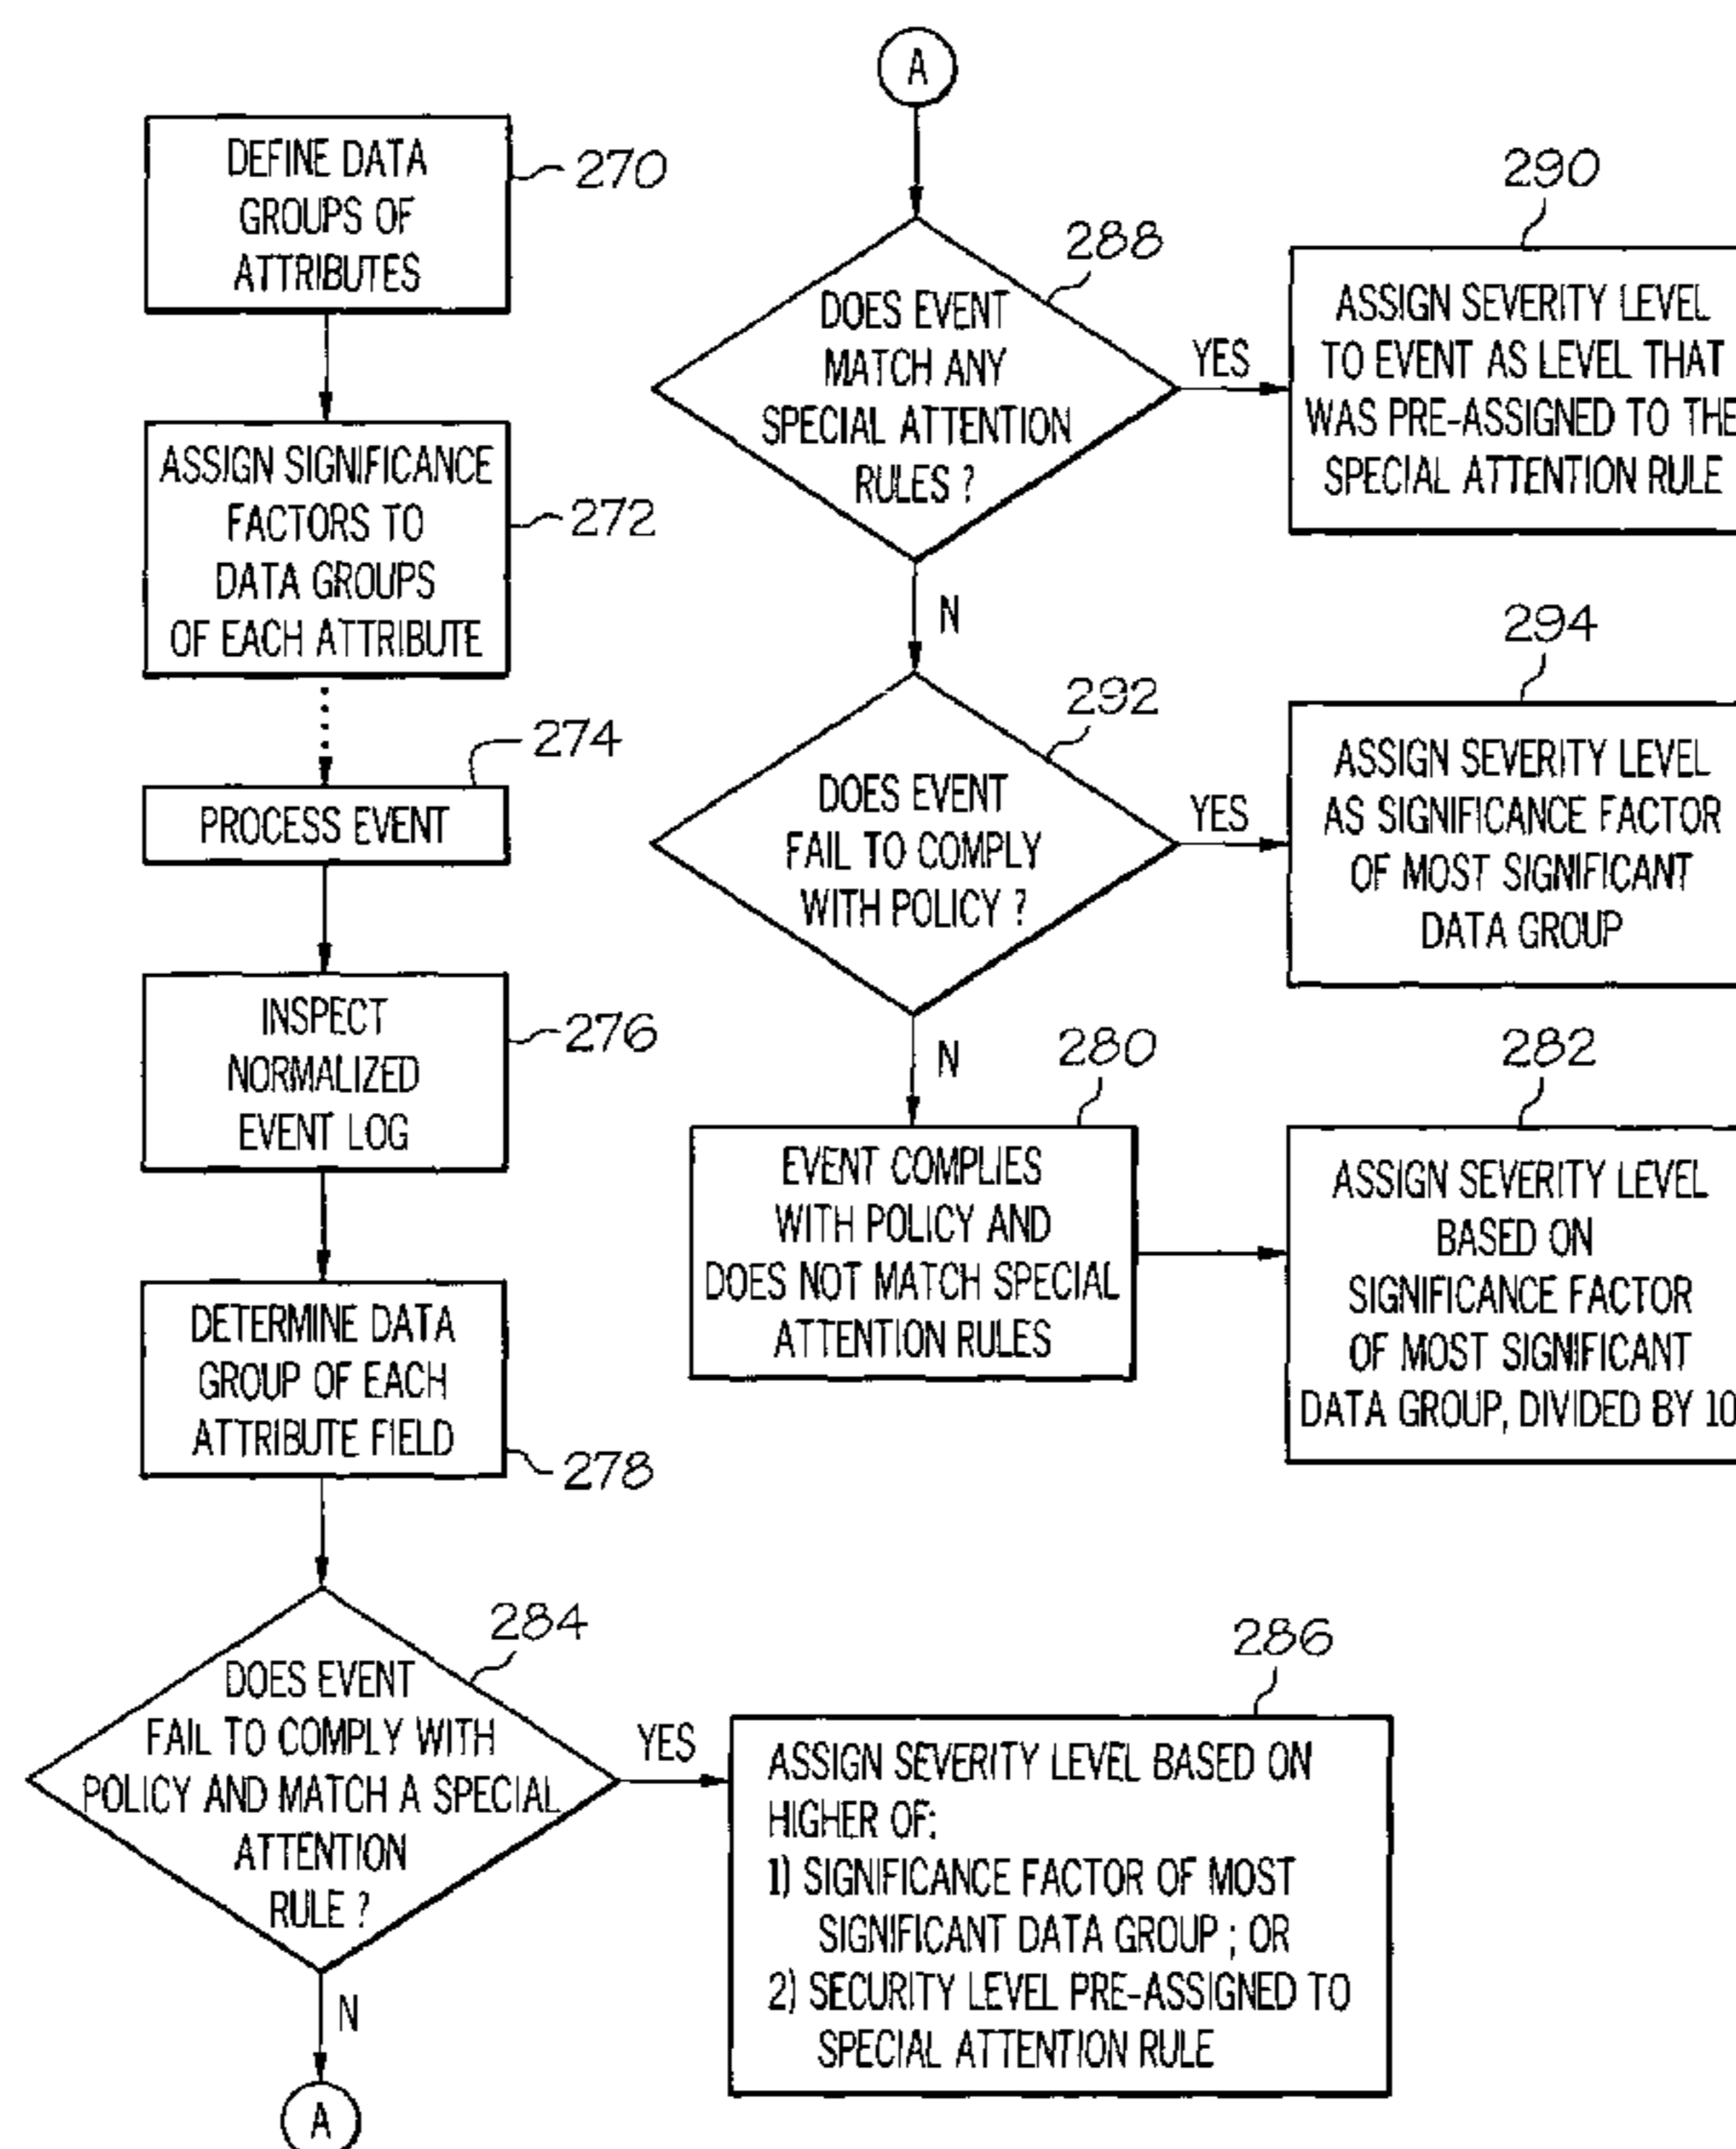 DEFINE DATA
GROUPS OF
ATTRIBUTES
270
ASSIGN SIGNIFICANCE
FACTORS TO
DATA GROUPS
OF EACH ATTRIBUTE
272
274
PROCESS EVENT
INSPECT
NORMALIZED
EVENT LOG
276
DETERMINE DATA
GROUP OF EACH
ATTRIBUTE FIELD
278
284
DOES EVENT
FAIL TO COMPLY WITH
POLICY AND MATCH A SPECIAL
ATTENTION
RULE ?
YES
N
A
286
ASSIGN SEVERITY LEVEL BASED ON
HIGHER OF:
1) SIGNIFICANCE FACTOR OF MOST
SIGNIFICANT DATA GROUP ; OR
2) SECURITY LEVEL PRE-ASSIGNED TO
SPECIAL ATTENTION RULE
A
288
DOES EVENT
MATCH ANY
SPECIAL ATTENTION
RULES ?
YES
N
290
ASSIGN SEVERITY LEVEL
TO EVENT AS LEVEL THAT
WAS PRE-ASSIGNED TO THE
SPECIAL ATTENTION RULE
292
DOES EVENT
FAIL TO COMPLY
WITH POLICY ?
YES
N
294
ASSIGN SEVERITY LEVEL
AS SIGNIFICANCE FACTOR
OF MOST SIGNIFICANT
DATA GROUP
280
EVENT COMPLIES
WITH POLICY AND
DOES NOT MATCH SPECIAL
ATTENTION RULES
282
ASSIGN SEVERITY LEVEL
BASED ON
SIGNIFICANCE FACTOR
OF MOST SIGNIFICANT
DATA GROUP, DIVIDED BY 10